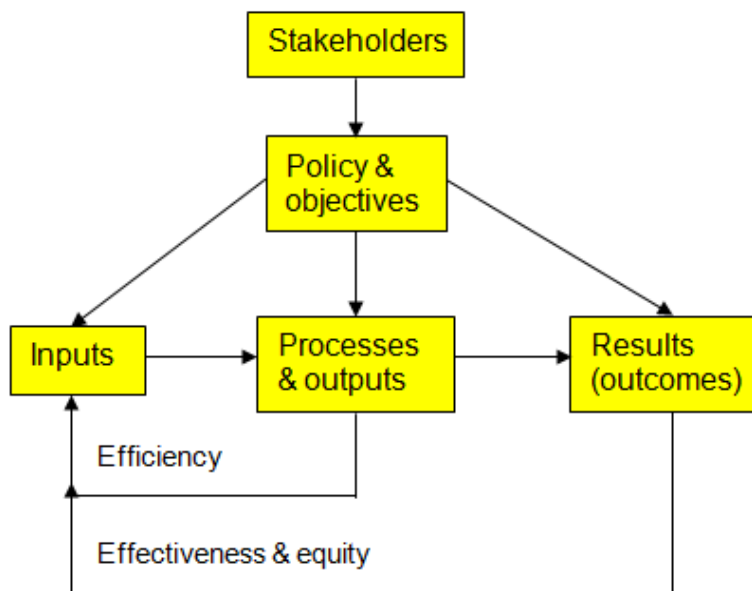 Stakeholders
Policy &
objectives
Inputs
Processes
& outputs
Results
(outcomes)
Efficiency
Effectiveness & equity